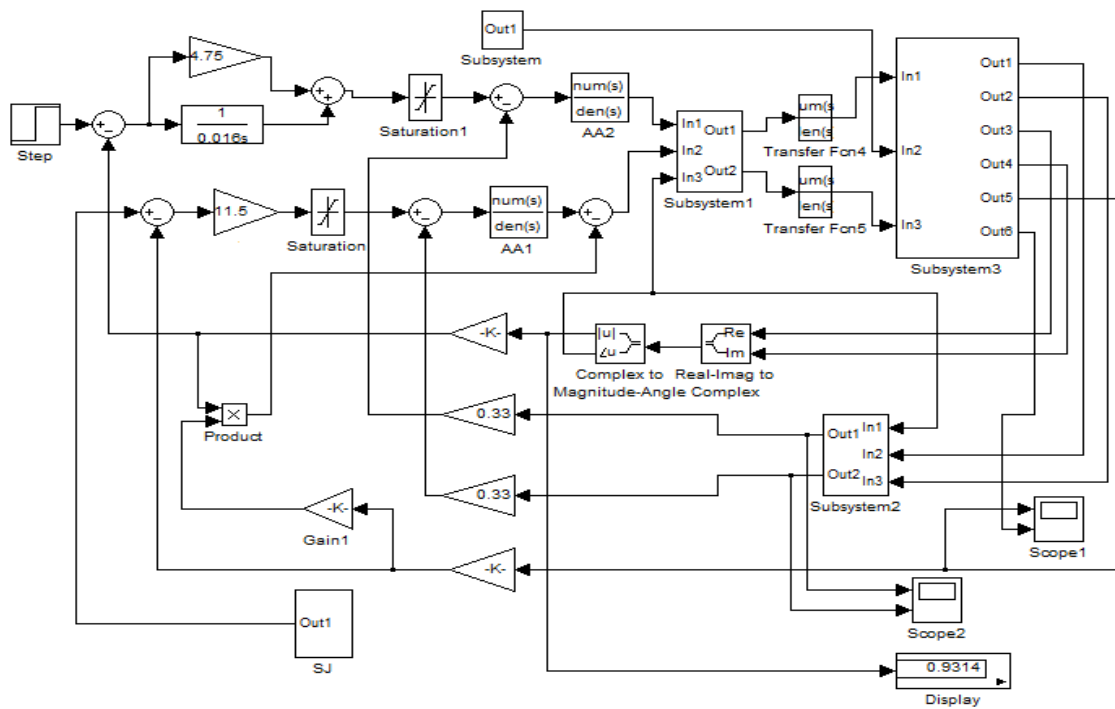 4.75
Out1
Subsystem
Step
1
0.016s
Saturation1
num(s)
den(s)
AA2
In1
In2
In3
Out1
Out2
Subsystem1
um(s
len(s
Transfer Fcn4
um(s
len(s
Transfer Fcn5
In1
In2
In3
Out1
Out2
Out3
Out4
Out5
Out6
Subsystem3
11.5
Saturation
num(s)
den(s)
AA1
-K-
|u|
∠u
Complex to
Magnitude-Angle
Re
Im
Real-Imag to
Complex
Product
0.33
Out1
Out2
In1
In2
In3
Subsystem2
0.33
-K-
Gain1
-K-
Scope1
Out1
SJ
Scope2
0.9314
Display